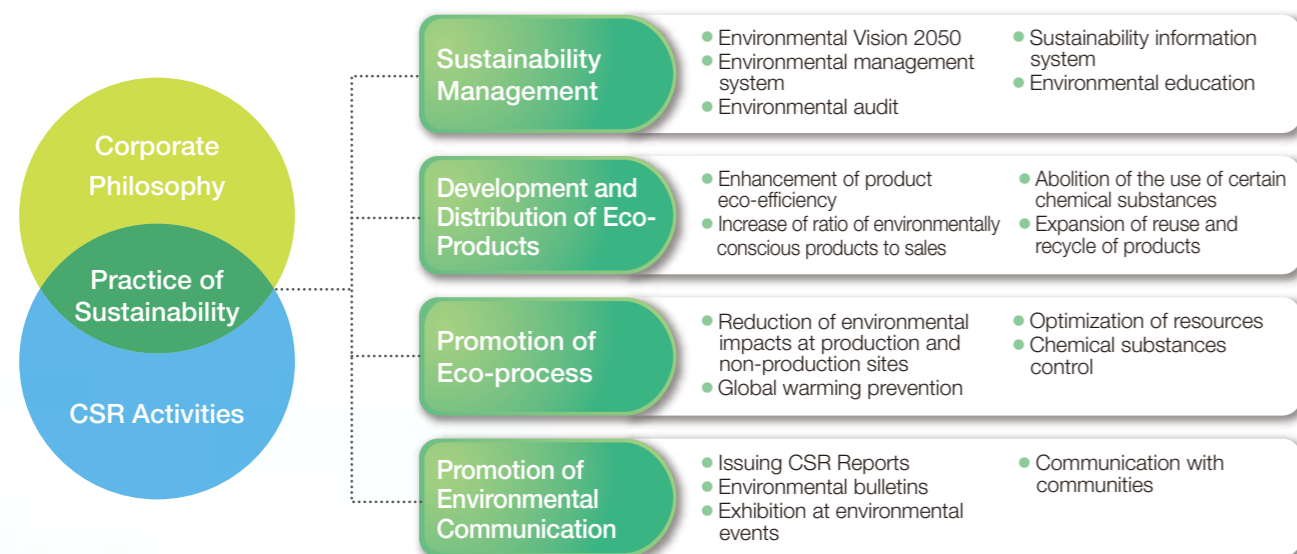 Corporate
Philosophy
Practice of
Sustainability
CSR Activities
Sustainability
Management
Environmental Vision 2050
Environmental management
system
Environmental audit
Sustainability information
system
Environmental education
Development and
Distribution of Eco-
Products
Enhancement of product
eco-efficiency
Increase of ratio of environmentally
conscious products to sales
Abolition of the use of certain
chemical substances
Expansion of reuse and
recycle of products
Promotion of
Eco-process
Reduction of environmental
impacts at production and
non-production sites
Global warming prevention
Optimization of resources
Chemical substances
control
Promotion of
Environmental
Communication
Issuing CSR Reports
Environmental bulletins
Exhibition at environmental
events
Communication with
communities